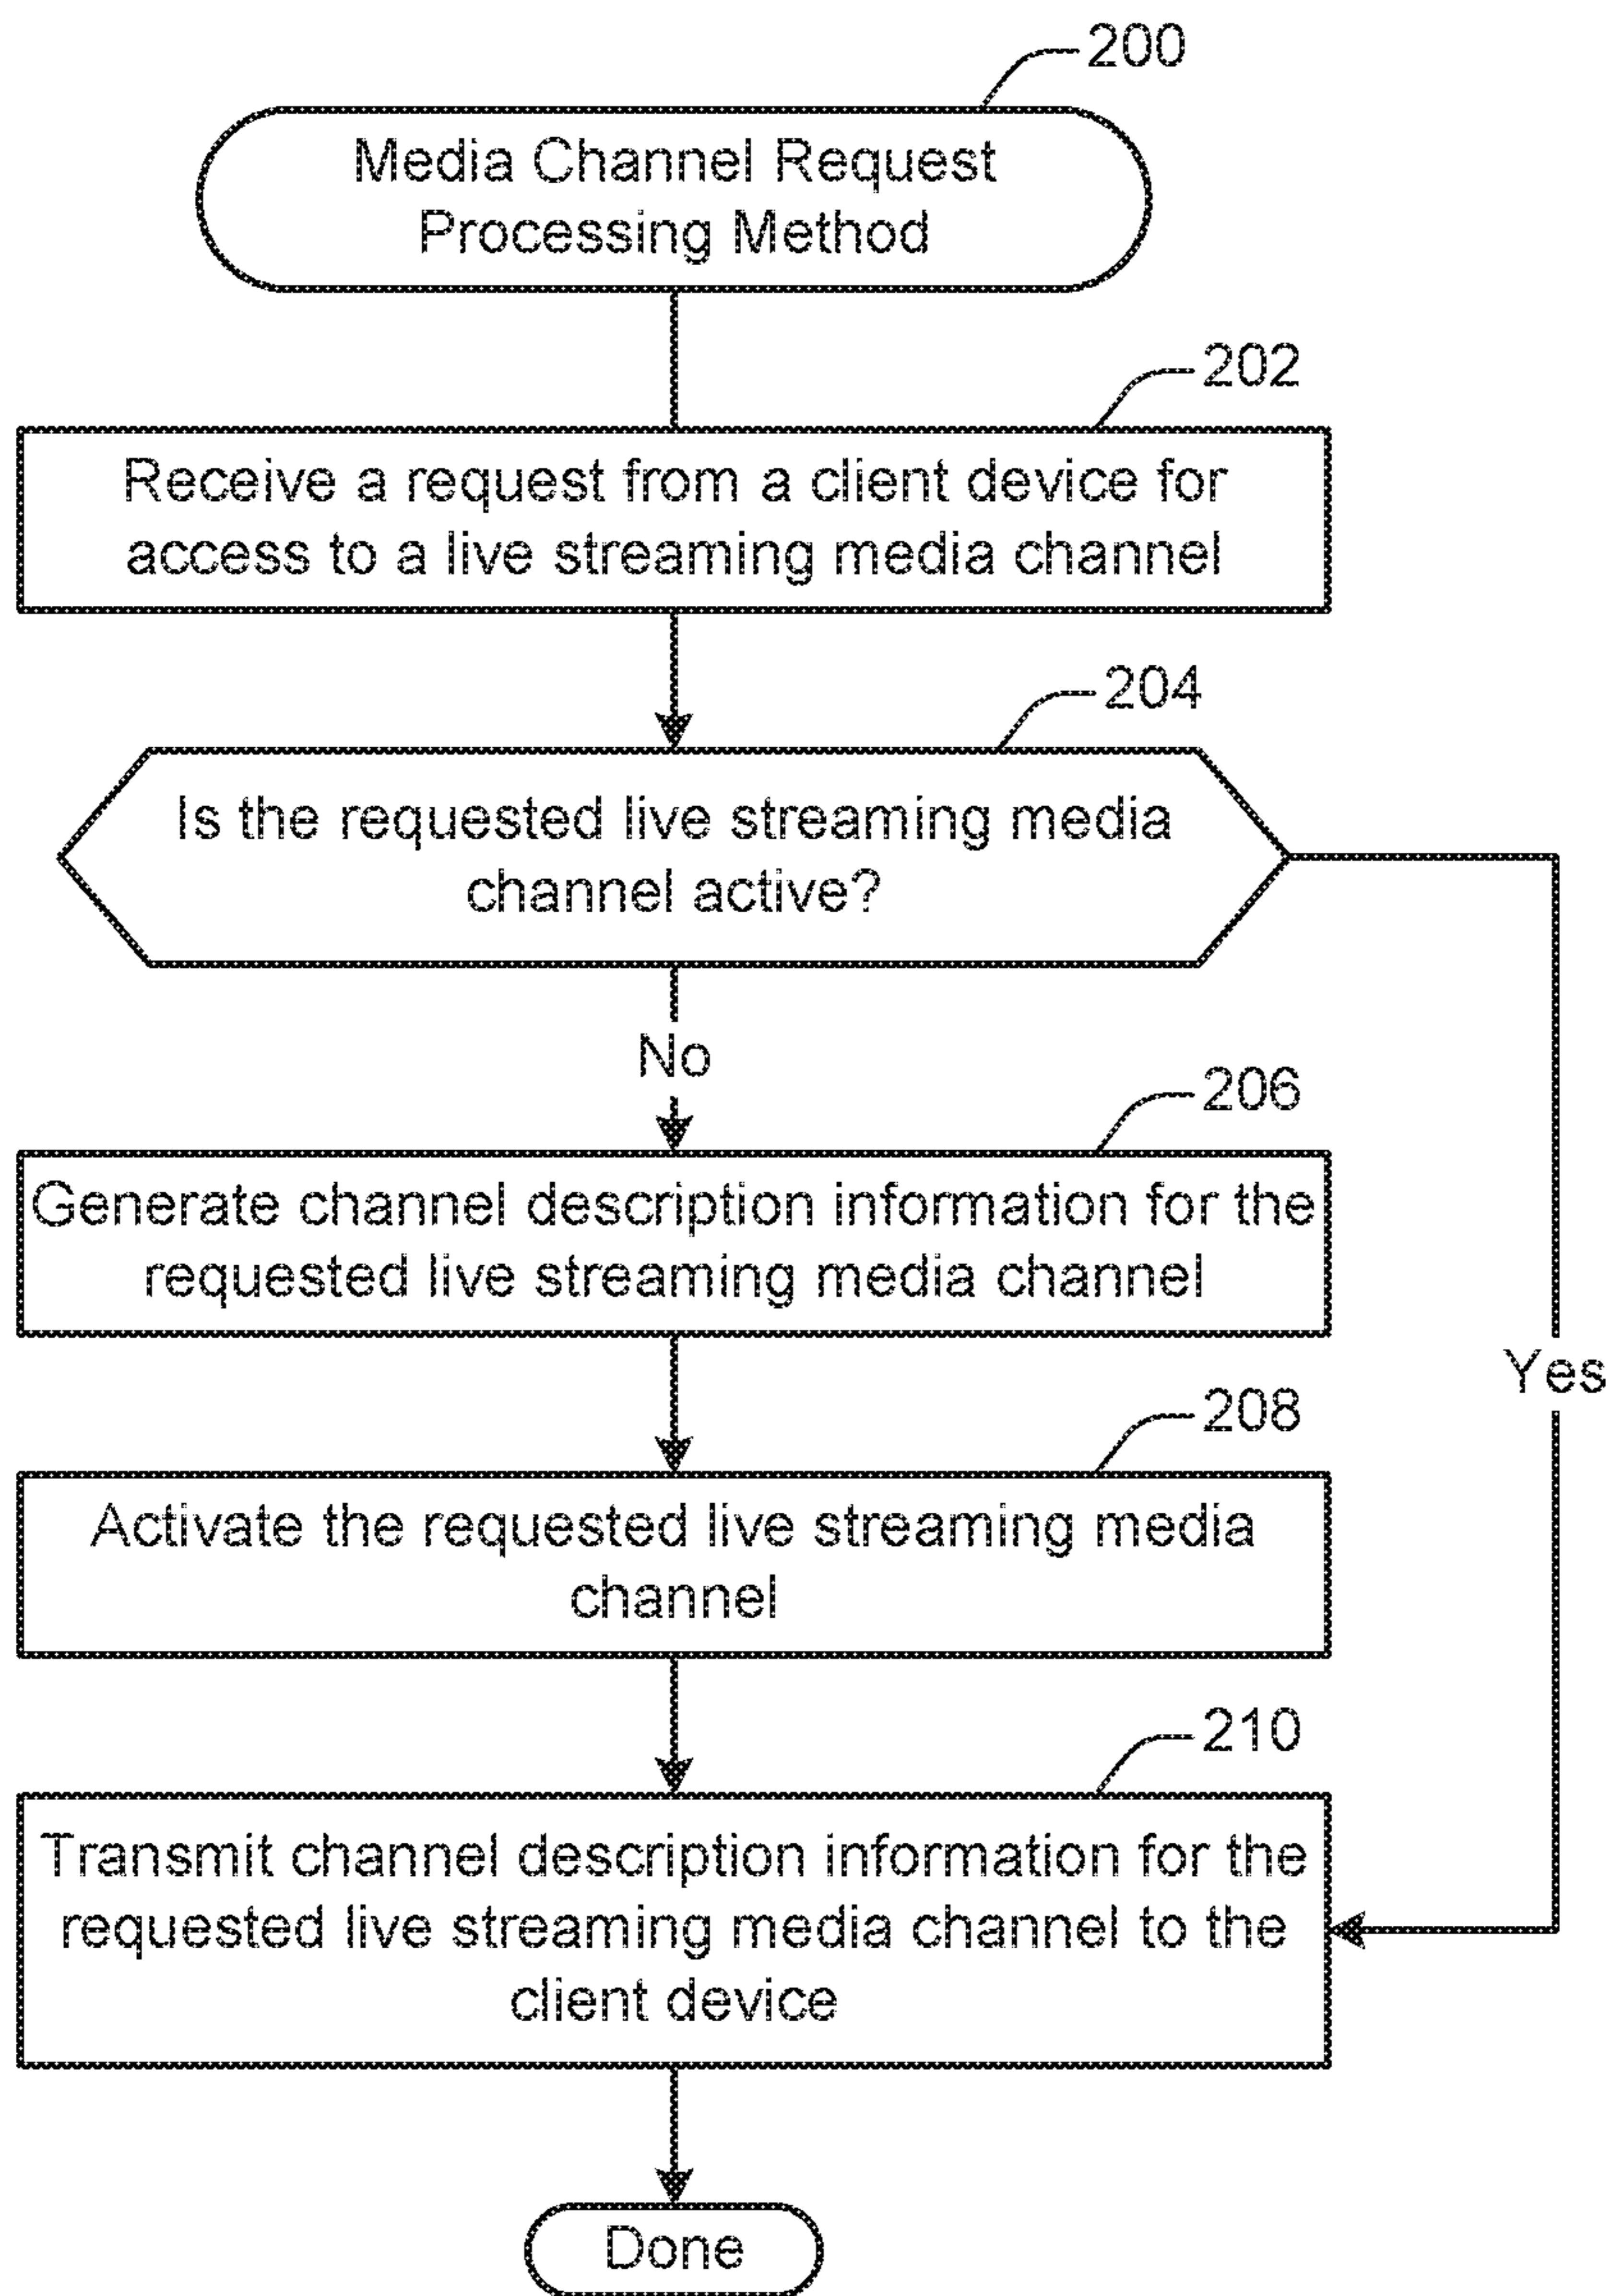 200
Media Channel Request
Processing Method
202
Receive a request from a client device for
access to a live streaming media channel
204
Is the requested live streaming media
channel active?
No
206
Generate channel description information for the
requested live streaming media channel
Yes
208
Activate the requested live streaming media
channel
210
Transmit channel description information for the
requested live streaming media channel to the
client device
Done